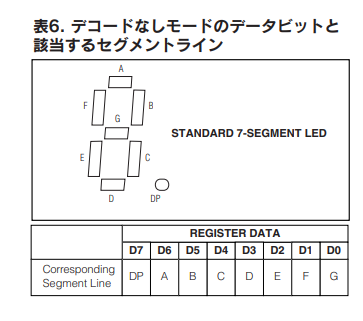 表6. デコードなしモードのデータビットと
該当するセグメントライン
A
F B
G
STANDARD 7-SEGMENT LED
E C
D DP
REGISTER DATA
D7 D6 D5 D4 D3 D2 D1 D0
Corresponding
Segment Line
DP A B C D E F G